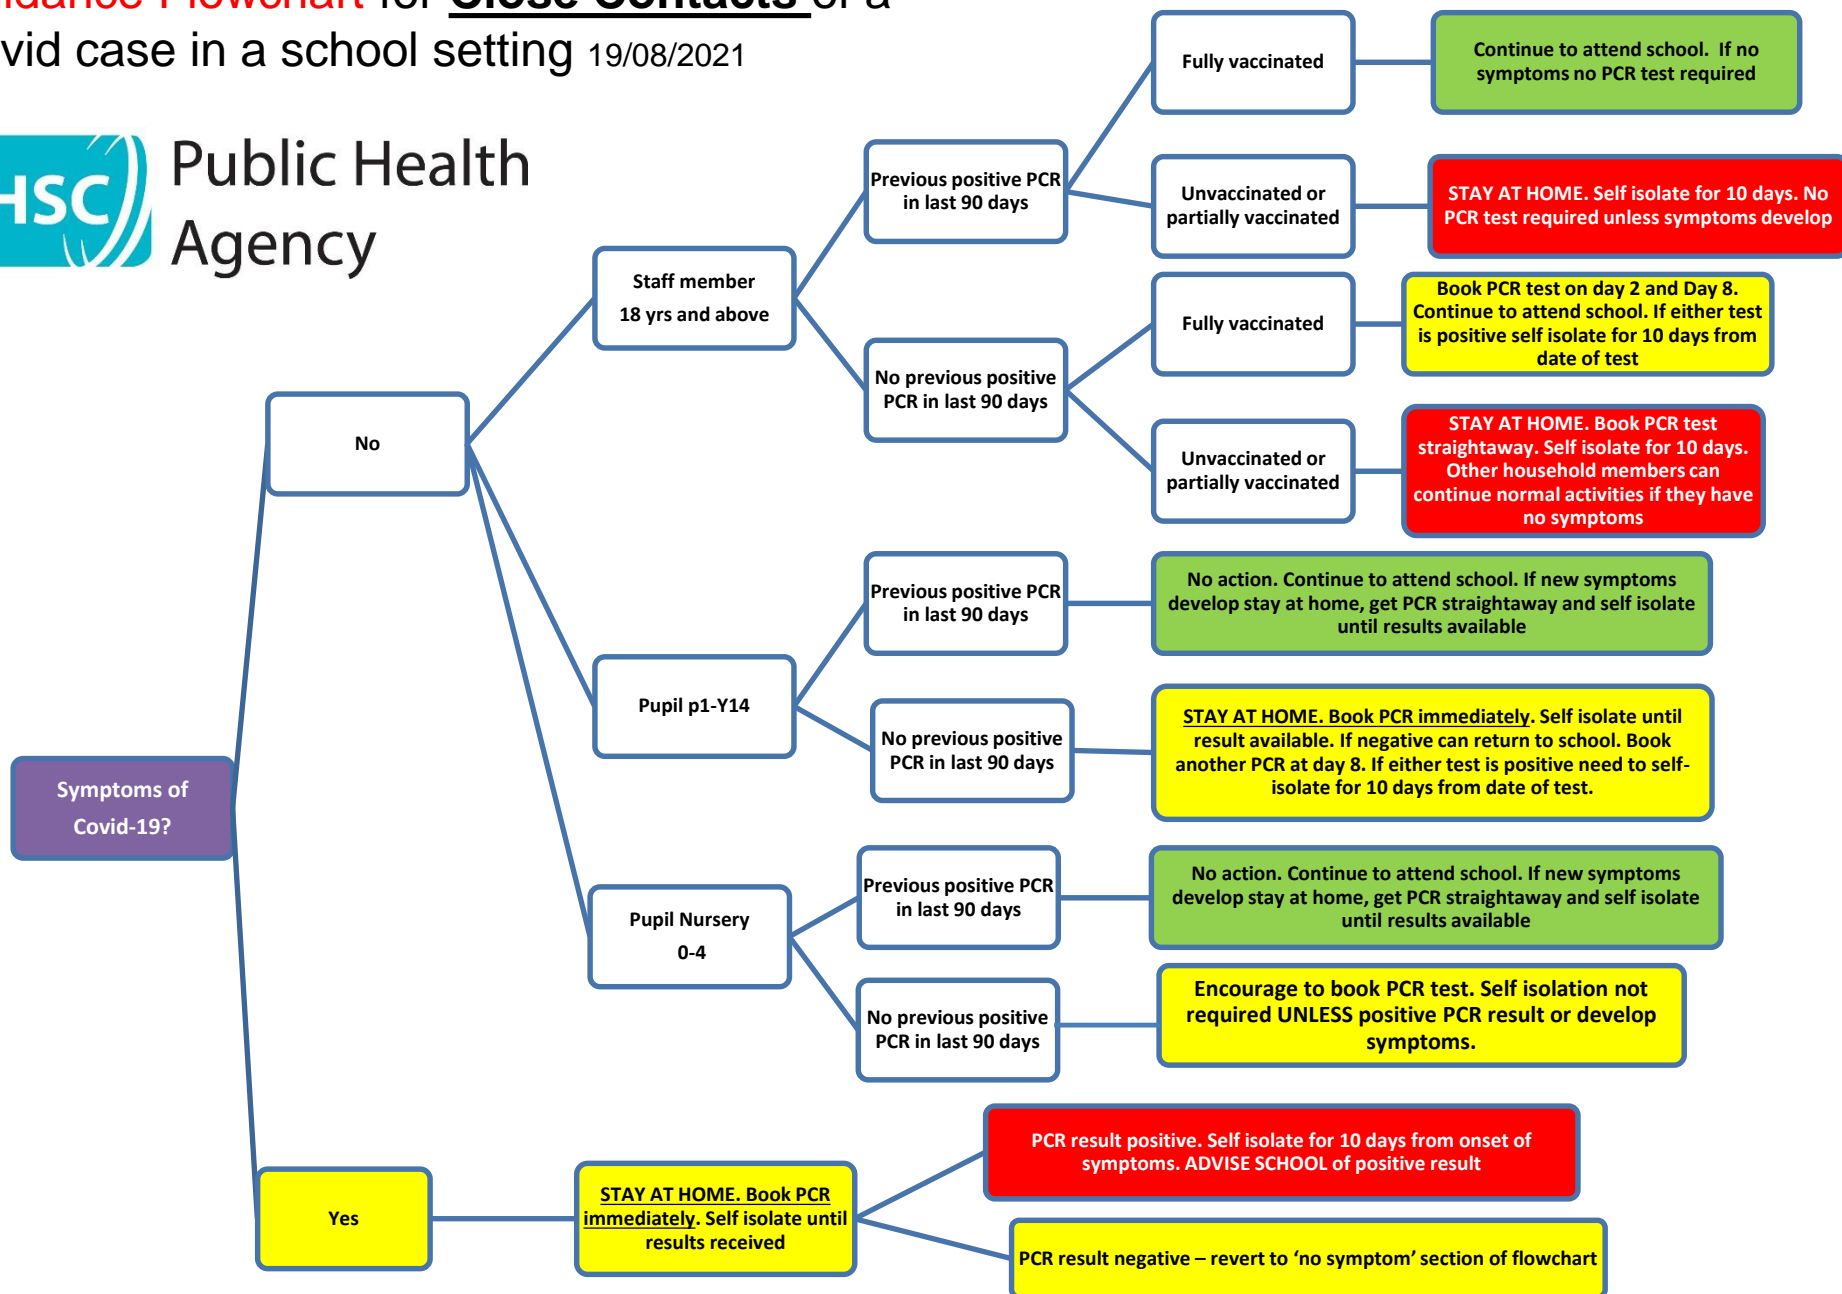 idance Flowchart for Close Contacts of a
vid case in a school setting 19/08/2021
HSC
Public Health
Agency
Symptoms of
Covid-19?
No
Staff member
18 yrs and above
Previous positive PCR
in last 90 days
Fully vaccinated
Continue to attend school. If no
symptoms no PCR test required
Unvaccinated or
partially vaccinated
STAY AT HOME. Self isolate for 10 days. No
PCR test required unless symptoms develop
No previous positive
PCR in last 90 days
Fully vaccinated
Book PCR test on day 2 and Day 8.
Continue to attend school. If either test
is positive self isolate for 10 days from
date of test
Unvaccinated or
partially vaccinated
STAY AT HOME. Book PCR test
straightaway. Self isolate for 10 days.
Other household members can
continue normal activities if they have
no symptoms
Pupil p1-Y14
Previous positive PCR
in last 90 days
No action. Continue to attend school. If new symptoms
develop stay at home, get PCR straightaway and self isolate
until results available
No previous positive
PCR in last 90 days
STAY AT HOME. Book PCR immediately. Self isolate until
result available. If negative can return to school. Book
another PCR at day 8. If either test is positive need to self-
isolate for 10 days from date of test.
Pupil Nursery
0-4
Previous positive PCR
in last 90 days
No action. Continue to attend school. If new symptoms
develop stay at home, get PCR straightaway and self isolate
until results available
No previous positive
PCR in last 90 days
Encourage to book PCR test. Self isolation not
required UNLESS positive PCR result or develop
symptoms.
Yes
STAY AT HOME. Book PCR
immediately. Self isolate until
results received
PCR result positive. Self isolate for 10 days from onset of
symptoms. ADVISE SCHOOL of positive result
PCR result negative – revert to ‘no symptom’ section of flowchart